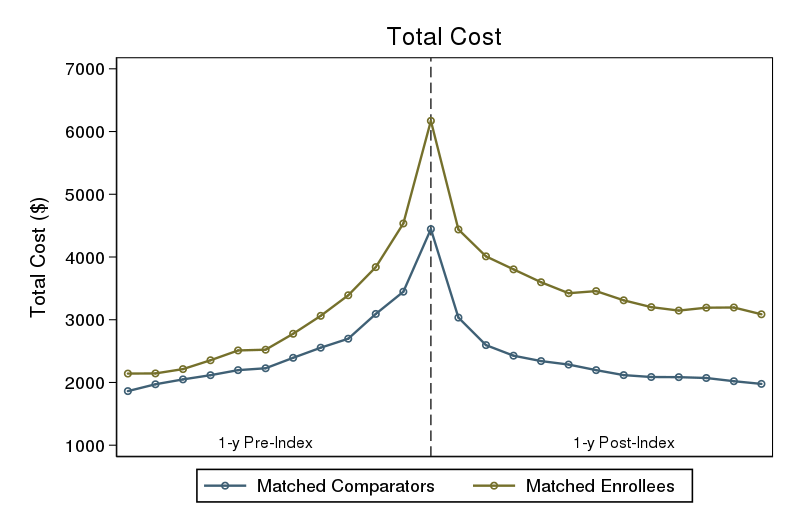 Total Cost
Total Cost ($)
7000
6000
5000
4000
3000
2000
1000
1-y Pre-Index
1-y Post-Index
Matched Comparators
Matched Enrollees